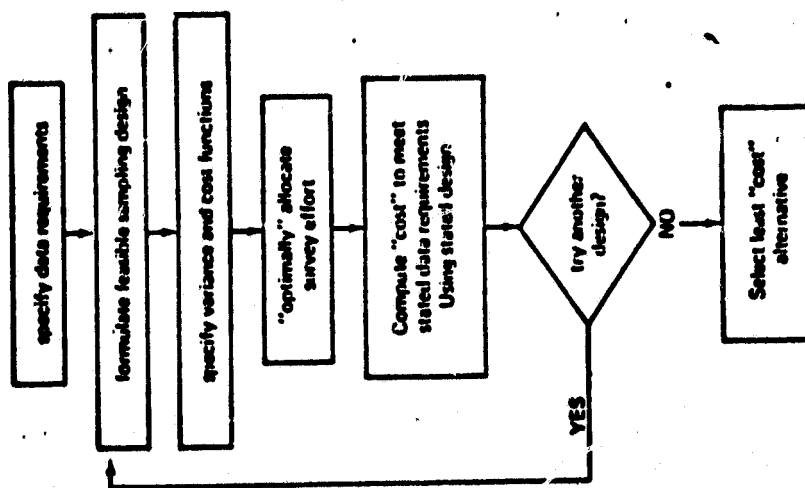 specify data requirements
formulate feasible sampling design
specify variance and cost functions
"optimally" allocate
survey effort
Compute "cost" to meet
stated data requirements
Using stated design
try another
design?
YES
NO
Select least "cost"
alternative